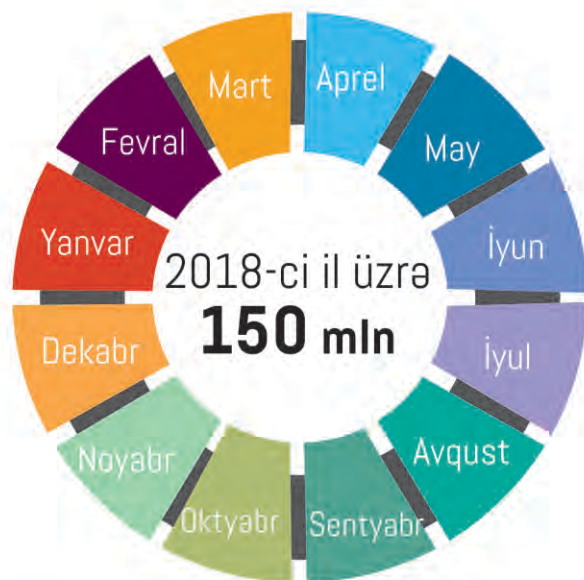 Mart
Aprel
Fevral
May
Yanvar
İyun
2018-ci il üzrə
150 mln
Dekabr
İyul
Noyabr
Avqust
Oktyabr
Sentyabr